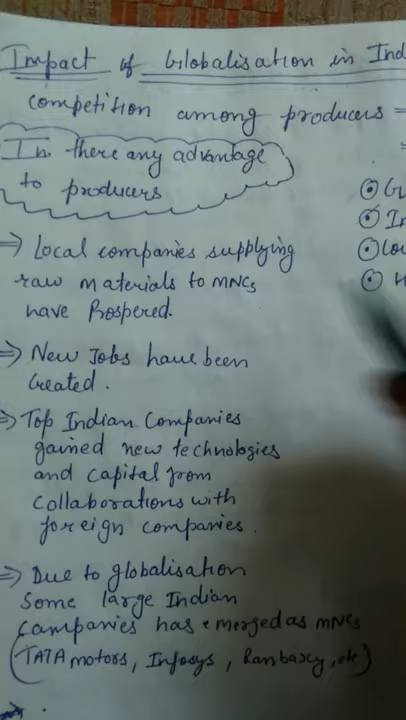 Impact of Globalisation in Ind
competition among producers =
In there any advantage
to producers
=> Local companies supplying
raw materials to MNCs
have Prospered.
=> New Jobs have been
Created.
=> Top Indian Companies
gained new technologies
and capital from
collaborations with
foreign companies.
=> Due to globalisation
Some large Indian
Companies has emerged as MNCs
(TATA motors, Infosys, Ranbaxy, etc)